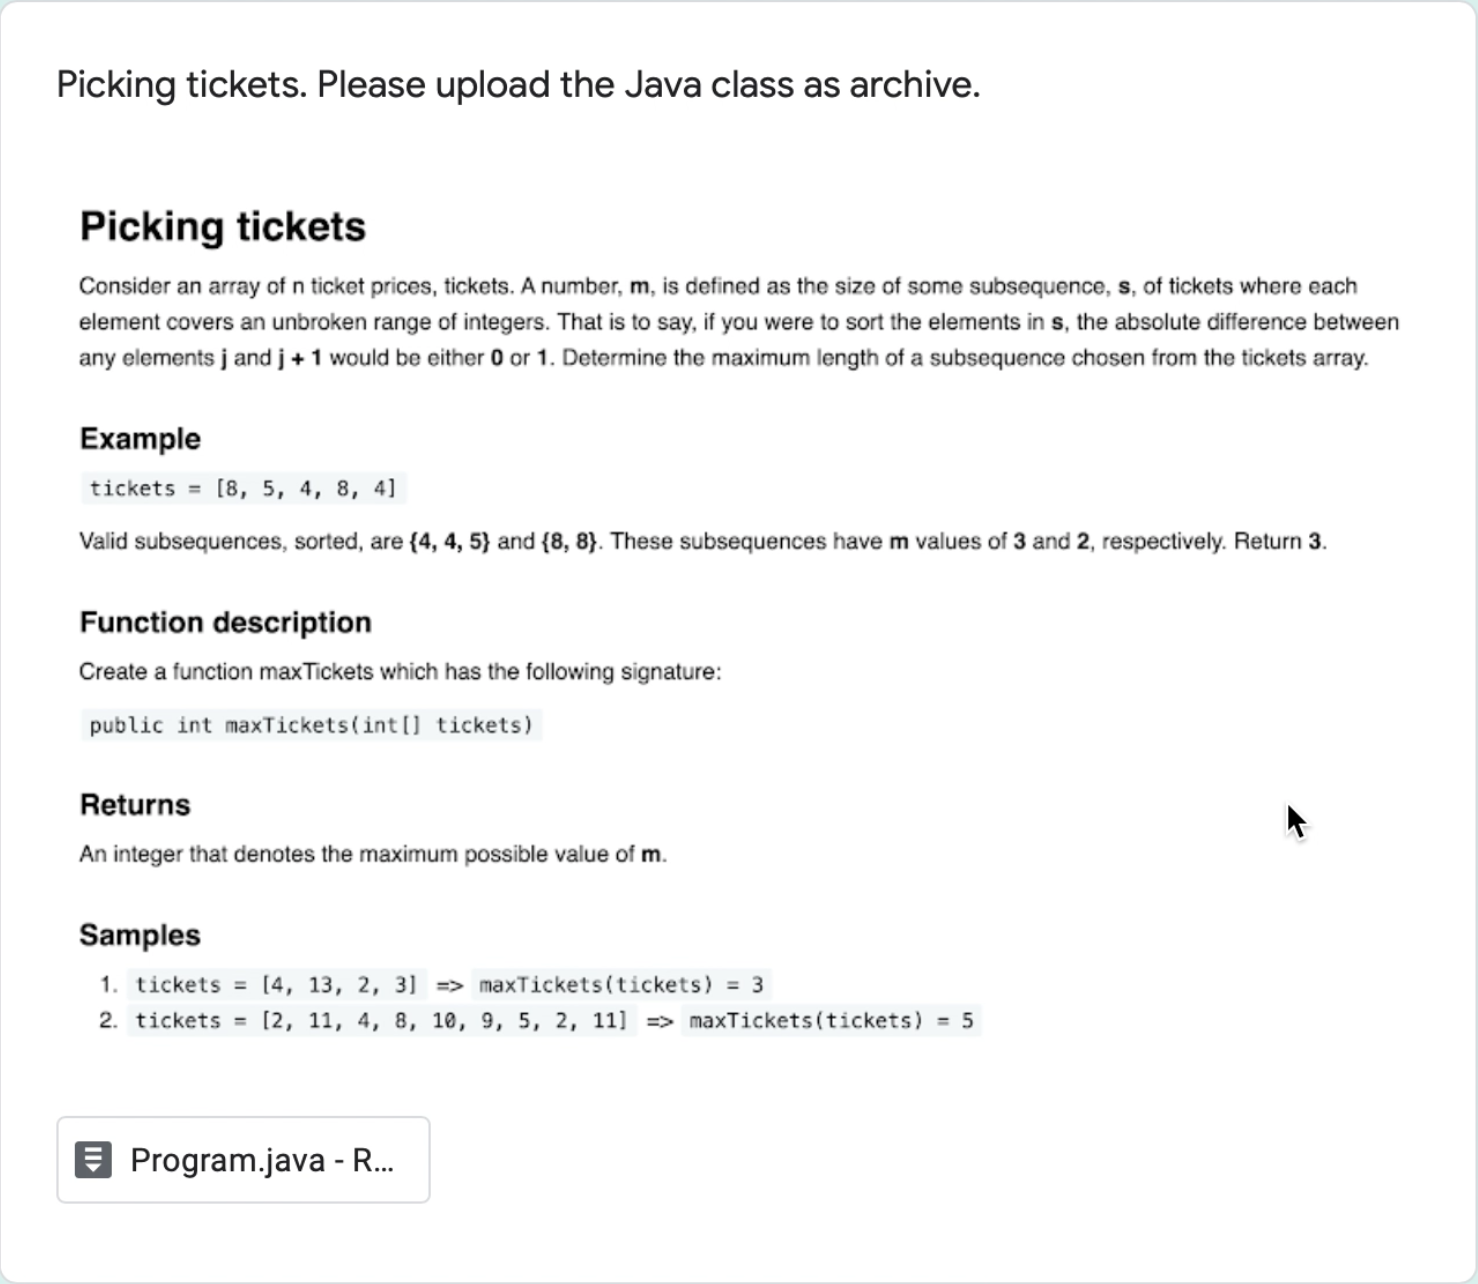 Picking tickets. Please upload the Java class as archive.
Picking tickets
Consider an array of n ticket prices, tickets. A number, m, is defined as the size of some subsequence, s, of tickets where each
element covers an unbroken range of integers. That is to say, if you were to sort the elements in s, the absolute difference between
any elements j and j + 1 would be either 0 or 1. Determine the maximum length of a subsequence chosen from the tickets array.
Example
tickets = [8, 5, 4, 8, 4]
Valid subsequences, sorted, are {4, 4, 5} and {8, 8}. These subsequences have m values of 3 and 2, respectively. Return 3.
Function description
Create a function maxTickets which has the following signature:
public int maxTickets(int[] tickets)
Returns
An integer that denotes the maximum possible value of m.
Samples
1. tickets = [4, 13, 2, 3] => maxTickets(tickets) = 3
2. tickets = [2, 11, 4, 8, 10, 9, 5, 2, 11] => maxTickets(tickets) = 5
Program.java - R...